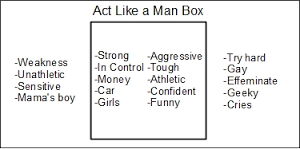 Act Like a Man Box
-Weakness
-Unathletic
-Sensitive
-Mama's boy
-Strong
-In Control
-Money
-Car
-Girls
-Aggressive
-Tough
-Athletic
-Confident
-Funny
-Try hard
-Gay
-Effeminate
-Geeky
-Cries